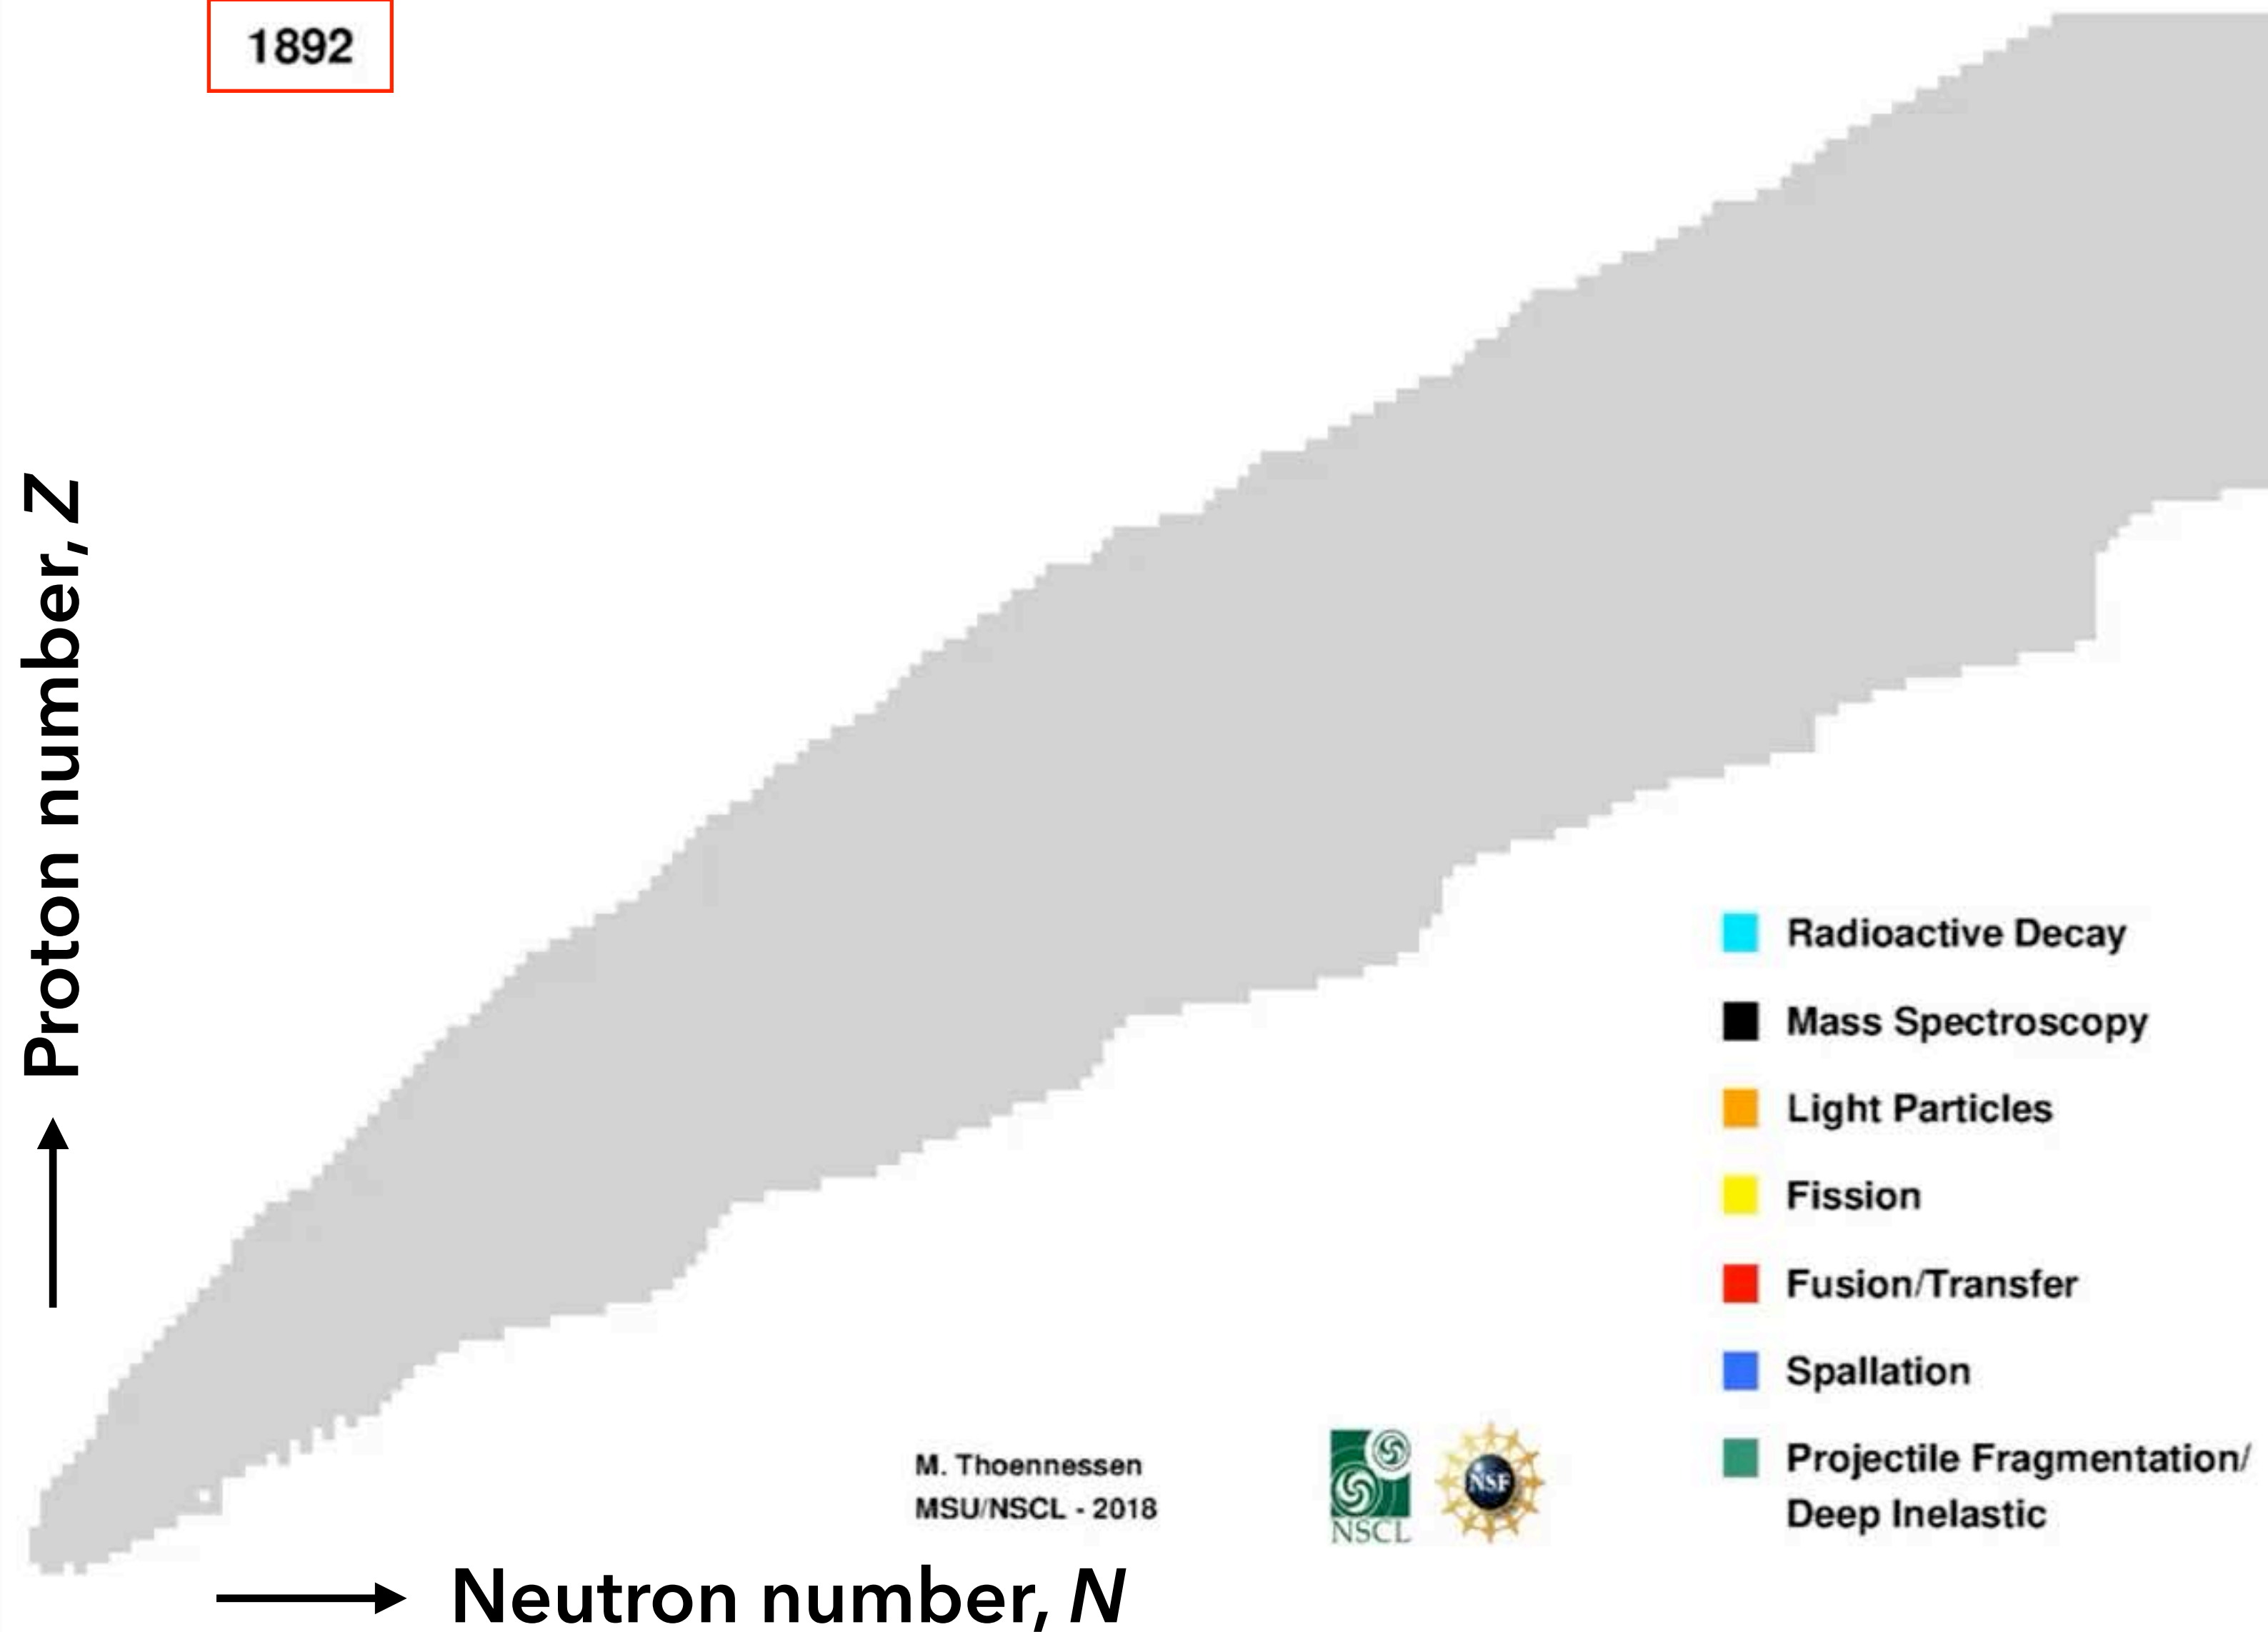 1892
Proton number, Z
Radioactive Decay
Mass Spectroscopy
Light Particles
Fission
Fusion/Transfer
Spallation
Projectile Fragmentation/
Deep Inelastic
M. Thoennessen
MSU/NSCL - 2018
NSCL
NSF
Neutron number, N